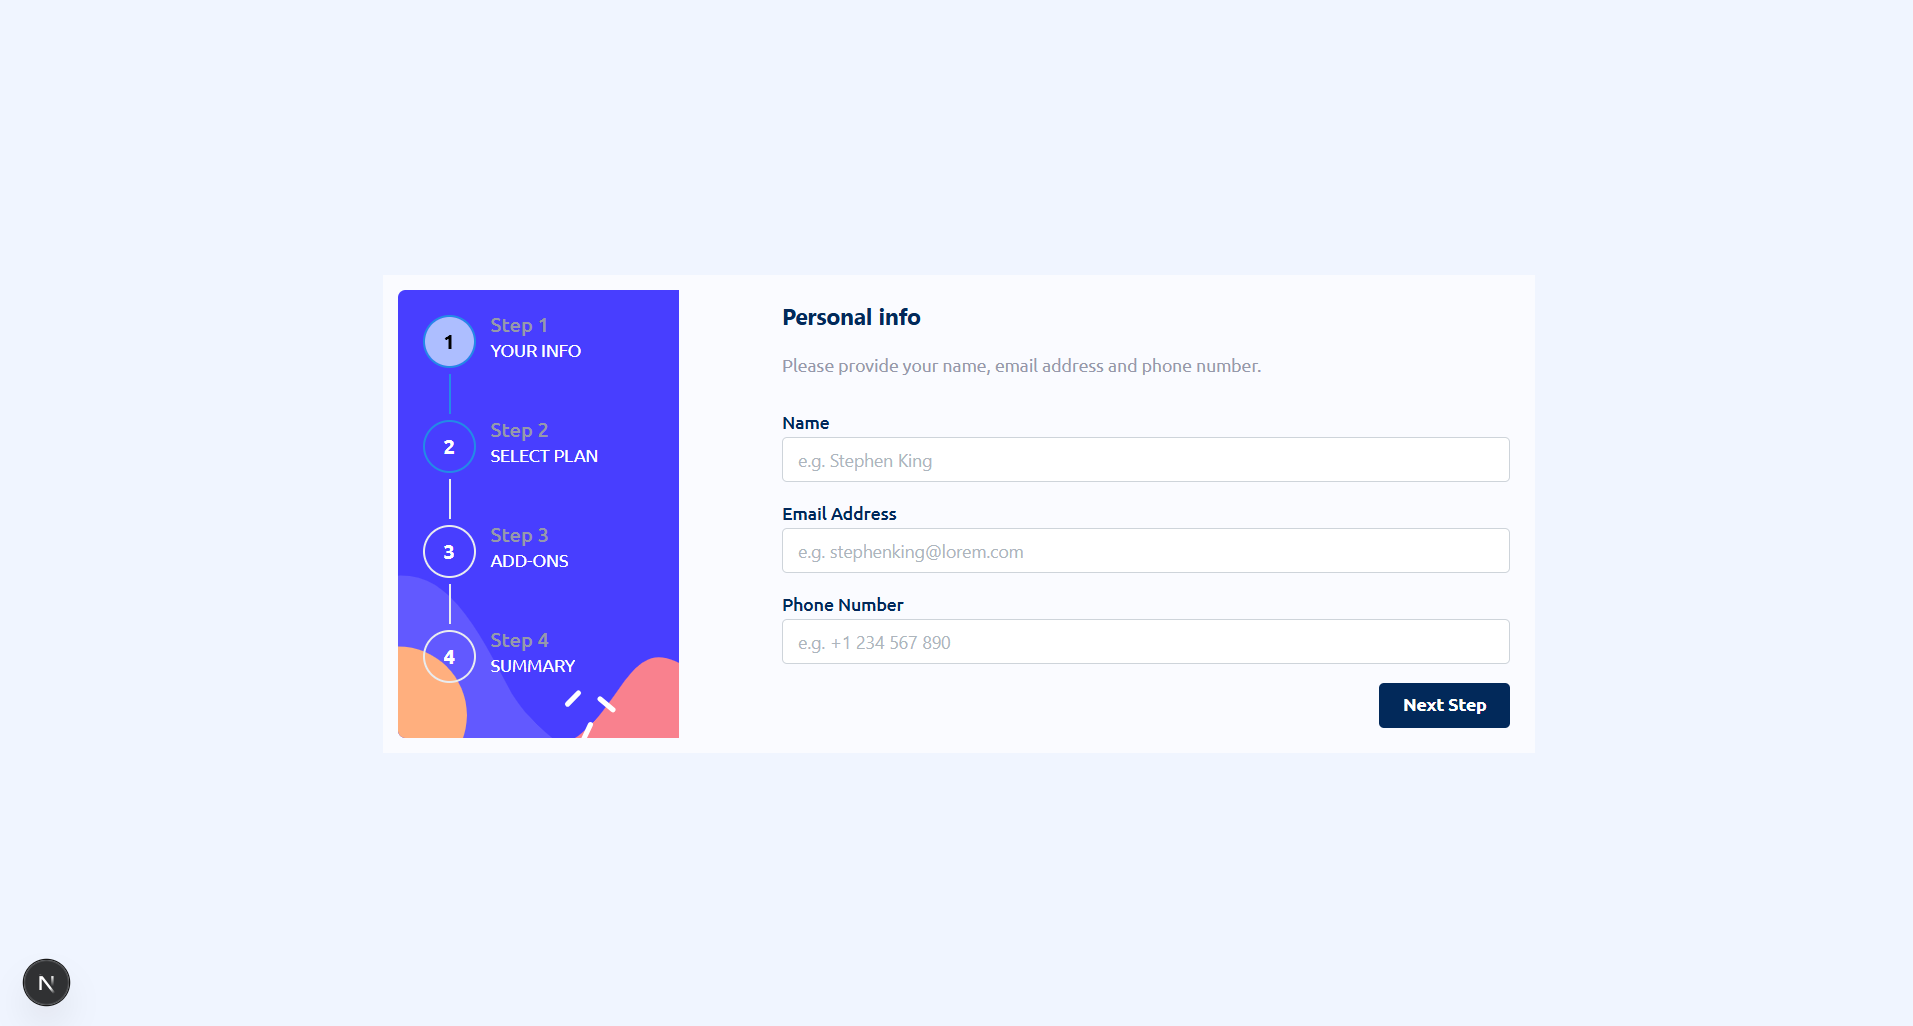 1
Step 1
YOUR INFO
2
Step 2
SELECT PLAN
3
Step 3
ADD-ONS
4
Step 4
SUMMARY
Personal info
Please provide your name, email address and phone number.
Name
e.g. Stephen King
Email Address
e.g. stephenking@lorem.com
Phone Number
e.g. +1 234 567 890
Next Step
N